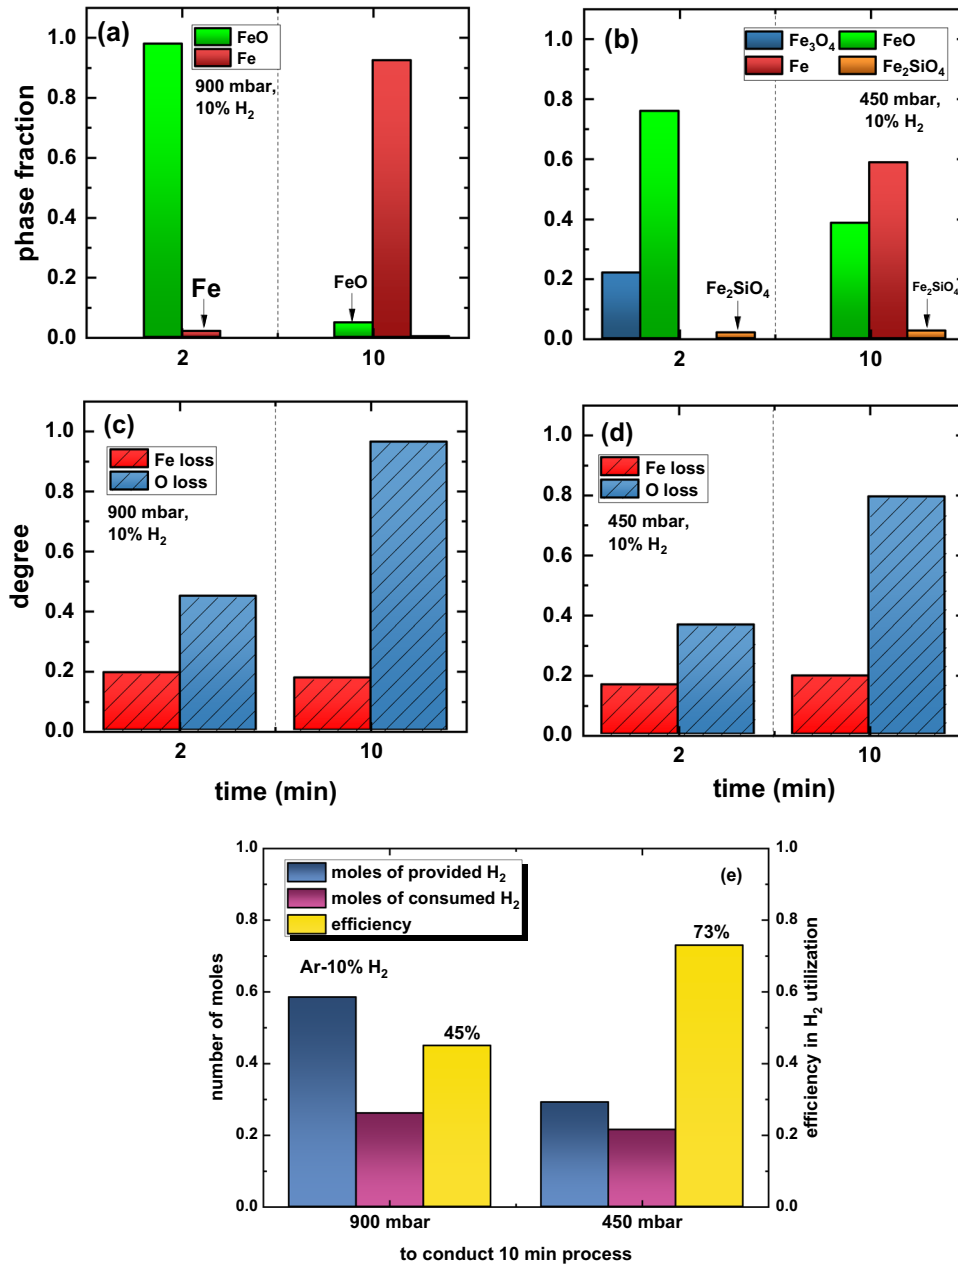 (a)
FeO
Fe
900 mbar,
10% H₂
phase fraction
1.0
0.8
0.6
0.4
0.2
0.0
Fe
FeO
2
10
(b)
Fe₃O₄
FeO
Fe
Fe₂SiO₄
450 mbar,
10% H₂
1.0
0.8
0.6
0.4
0.2
0.0
Fe₂SiO₄
Fe₂SiO₄
2
10
(c)
Fe loss
O loss
900 mbar,
10% H₂
degree
1.0
0.8
0.6
0.4
0.2
0.0
2
10
time (min)
(d)
Fe loss
O loss
450 mbar,
10% H₂
1.0
0.8
0.6
0.4
0.2
0.0
2
10
time (min)
(e)
moles of provided H₂
moles of consumed H₂
efficiency
Ar-10% H₂
number of moles
1.0
0.8
0.6
0.4
0.2
0.0
45%
73%
1.0
0.8
0.6
0.4
0.2
0.0
efficiency in H₂ utilization
900 mbar
450 mbar
to conduct 10 min process